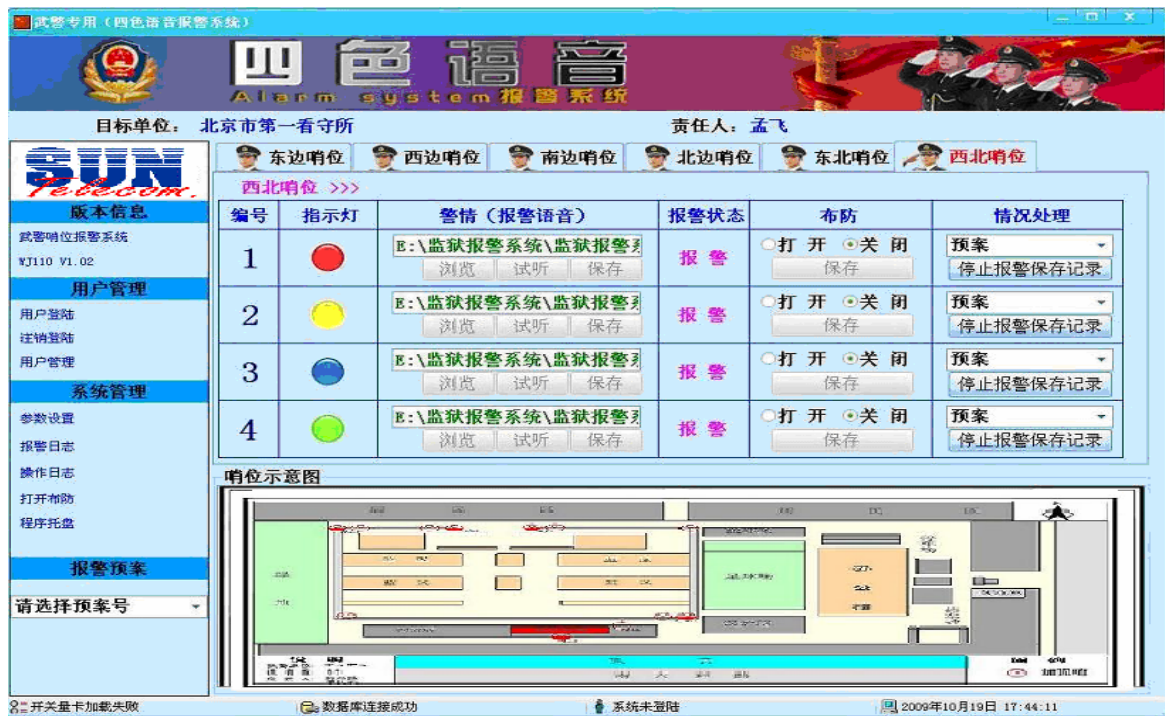 武警专用（四色语音报警系统）
四色语音
Alarm system报警系统
目标单位： 北京市第一看守所 责任人：孟飞
SUN
Telecom.
东边哨位 西边哨位 南边哨位 北边哨位 东北哨位 西北哨位
西北哨位 >>>
版本信息
武警哨位报警系统
WJ110 V1.02
用户管理
用户登陆
注销登陆
用户管理
系统管理
参数设置
报警日志
操作日志
打开布防
程序托盘
报警预案
请选择预案号
编号 指示灯 警情（报警语音） 报警状态 布防 情况处理
1 E:\监狱报警系统\监狱报警系 报 警 打 开 关 闭 预案
浏览 试听 保存 保存 停止报警保存记录
2 E:\监狱报警系统\监狱报警系 报 警 打 开 关 闭 预案
浏览 试听 保存 保存 停止报警保存记录
3 E:\监狱报警系统\监狱报警系 报 警 打 开 关 闭 预案
浏览 试听 保存 保存 停止报警保存记录
4 E:\监狱报警系统\监狱报警系 报 警 打 开 关 闭 预案
浏览 试听 保存 保存 停止报警保存记录
哨位示意图
开关量卡加载失败 数据库连接成功 系统未登陆 2009年10月19日 17:44:11